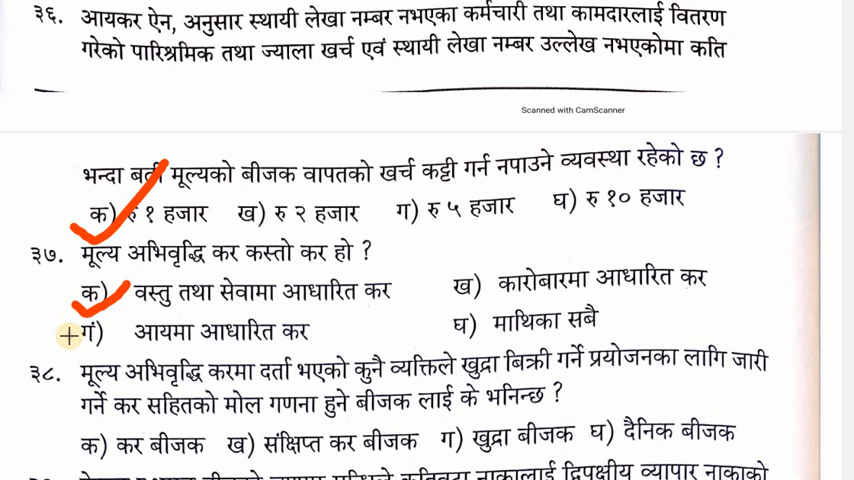 ३६. आयकर ऐन, अनुसार स्थायी लेखा नम्बर नभएका कर्मचारी तथा कामदारलाई वितरण
गरेको पारिश्रमिक तथा ज्याला खर्च एवं स्थायी लेखा नम्बर उल्लेख नभएकोमा कति
Scanned with CamScanner
भन्दा बढी मूल्यको बीजक वापतको खर्च कट्टी गर्न नपाउने व्यवस्था रहेको छ ?
क) रु १ हजार ख) रु २ हजार ग) रु ५ हजार घ) रु १० हजार
३७. मूल्य अभिवृद्धि कर कस्तो कर हो ?
क) वस्तु तथा सेवामा आधारित कर ख) कारोबारमा आधारित कर
ग) आयमा आधारित कर घ) माथिका सबै
३८. मूल्य अभिवृद्धि करमा दर्ता भएको कुनै व्यक्तिले खुद्रा बिक्री गर्ने प्रयोजनका लागि जारी
गर्ने कर सहितको मोल गणना हुने बीजक लाई के भनिन्छ ?
क) कर बीजक ख) संक्षिप्त कर बीजक ग) खुद्रा बीजक घ) दैनिक बीजक